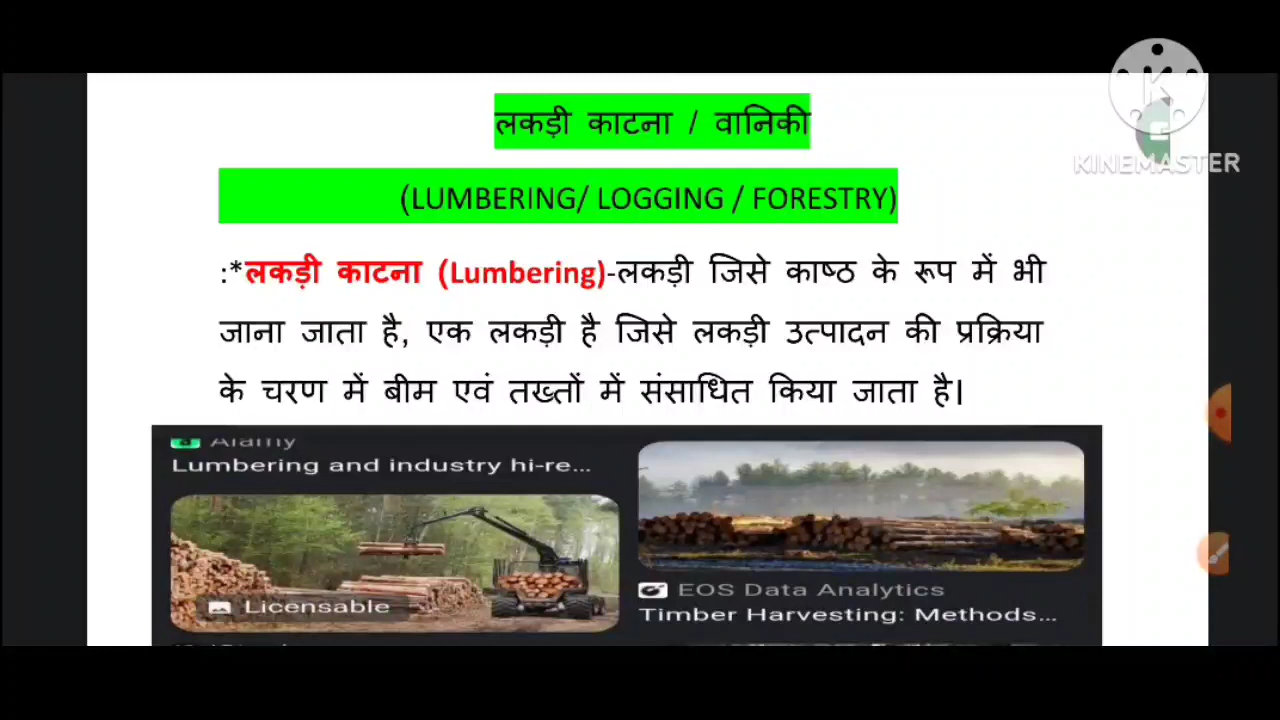 लकड़ी काटना / वानिकी
(LUMBERING/ LOGGING / FORESTRY)
:*लकड़ी काटना (Lumbering)-लकड़ी जिसे काष्ठ के रूप में भी
जाना जाता है, एक लकड़ी है जिसे लकड़ी उत्पादन की प्रक्रिया
के चरण में बीम एवं तख्तों में संसाधित किया जाता है।
KINEMASTER
Alamy
Lumbering and industry hi-re...
Licensable
EOS Data Analytics
Timber Harvesting: Methods...